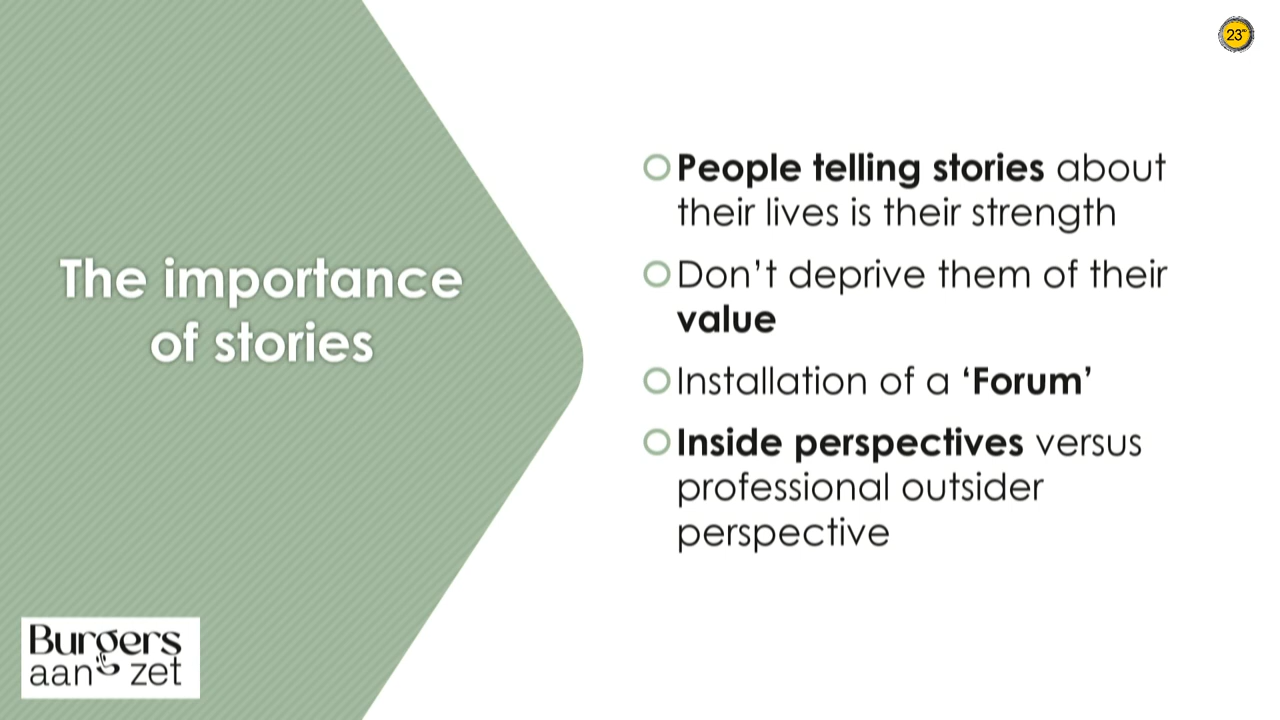 23
The importance
of stories
People telling stories about
their lives is their strength
Don’t deprive them of their
value
Installation of a ‘Forum’
Inside perspectives versus
professional outsider
perspective
Burgers
aan zet